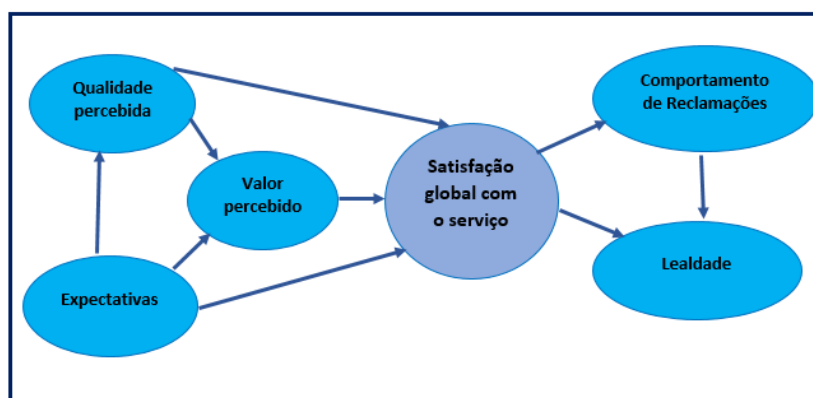 Qualidade
percebida
Comportamento
de Reclamações
Valor
percebido
Satisfação
global com
o serviço
Expectativas
Lealdade